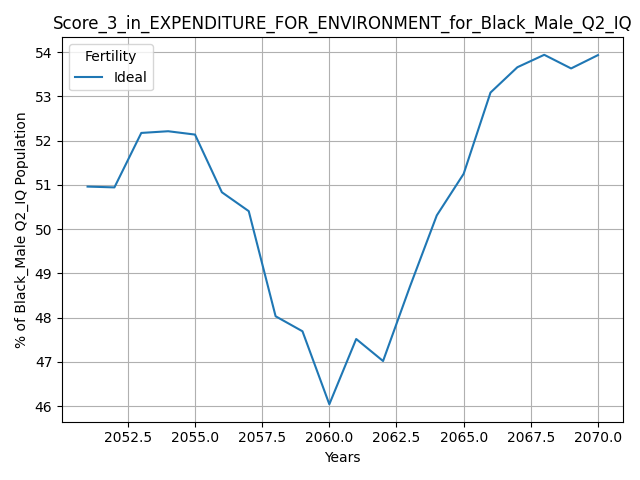 Score_3_in_EXPENDITURE_FOR_ENVIRONMENT_for_Black_Male_Q2_IQ
Fertility
Ideal
% of Black_Male Q2_IQ Population
54
53
52
51
50
49
48
47
46
2052.5 2055.0 2057.5 2060.0 2062.5 2065.0 2067.5 2070.0
Years